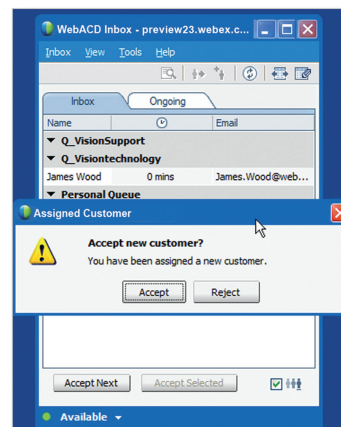 WebACD Inbox - preview23.webex.c...
Inbox View Tools Help
Inbox Ongoing
Name Email
Q_VisionSupport
Q_Visiontechnology
James Wood 0 mins James.Wood@web...
Personal Queue
Assigned Customer
Accept new customer?
You have been assigned a new customer.
Accept Reject
Accept Next Accept Selected
Available